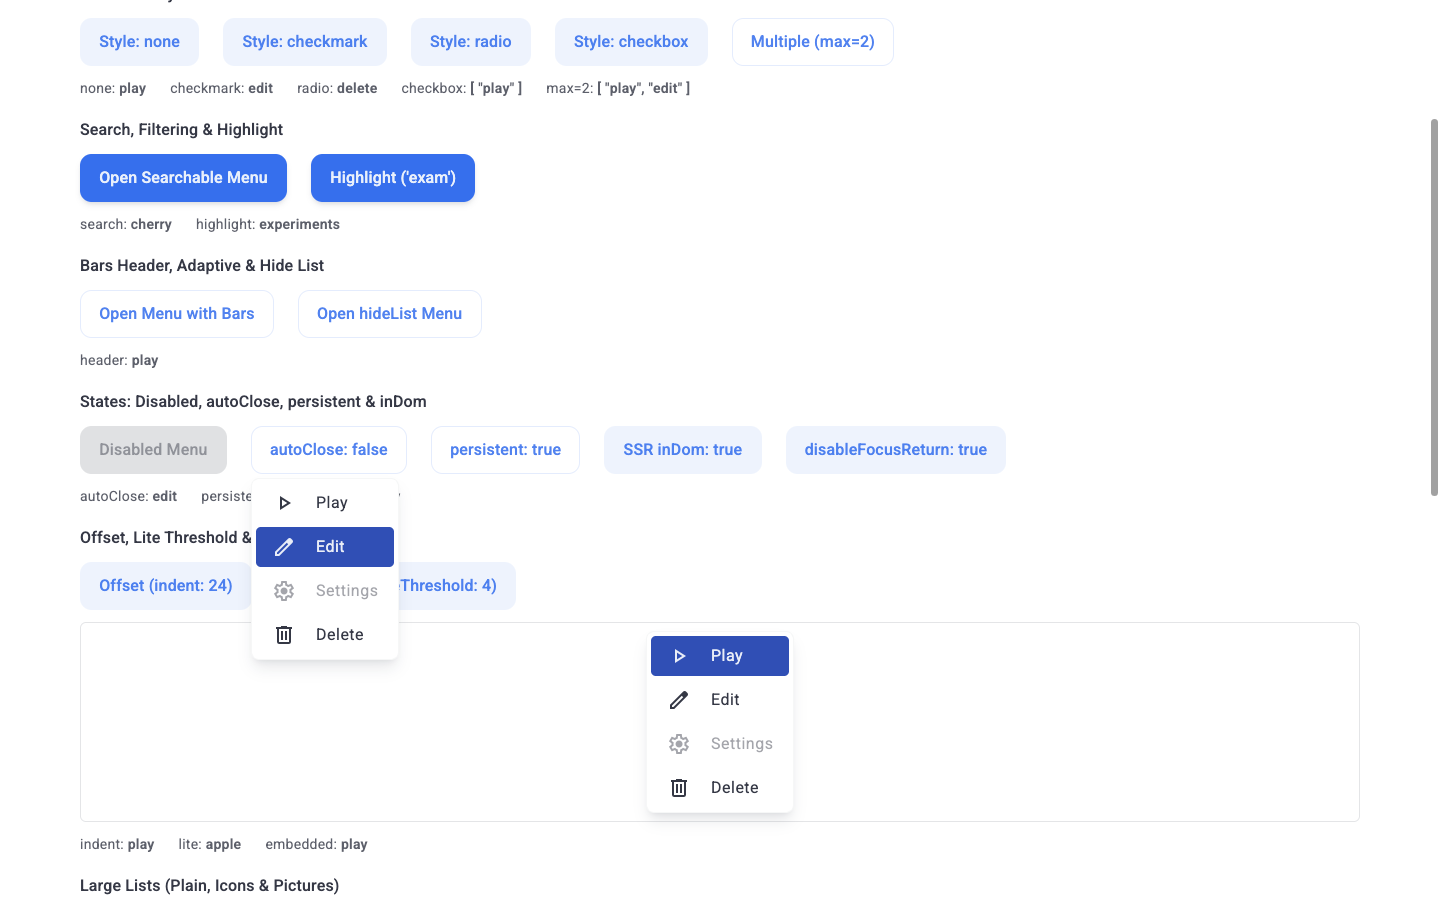 Style: none
Style: checkmark
Style: radio
Style: checkbox
Multiple (max=2)
none: play
checkmark: edit
radio: delete
checkbox: [ "play" ]
max=2: [ "play", "edit" ]
Search, Filtering & Highlight
Open Searchable Menu
Highlight ('exam')
search: cherry
highlight: experiments
Bars Header, Adaptive & Hide List
Open Menu with Bars
Open hideList Menu
header: play
States: Disabled, autoClose, persistent & inDom
Disabled Menu
autoClose: false
persistent: true
SSR inDom: true
disableFocusReturn: true
autoClose: edit
Play
Edit
Settings
Delete
Offset, Lite Threshold &
Offset (indent: 24)
Threshold: 4)
Play
Edit
Settings
Delete
indent: play
lite: apple
embedded: play
Large Lists (Plain, Icons & Pictures)